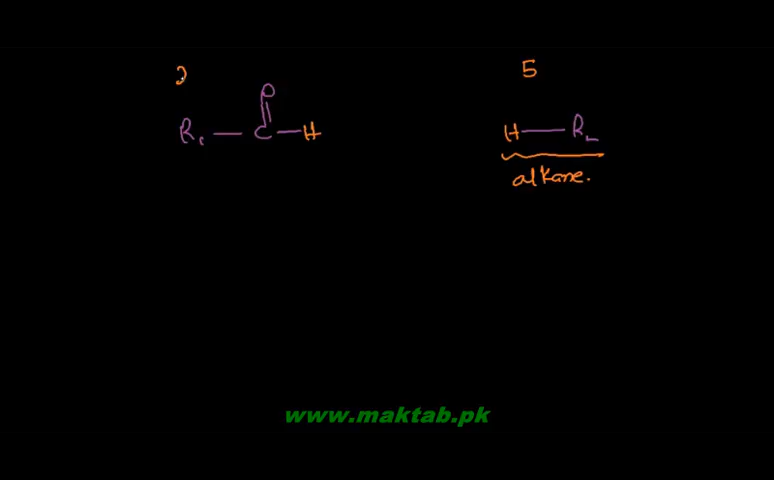 2 5
R₁ — C — H H — R₂
O
alkane.
www.maktab.pk